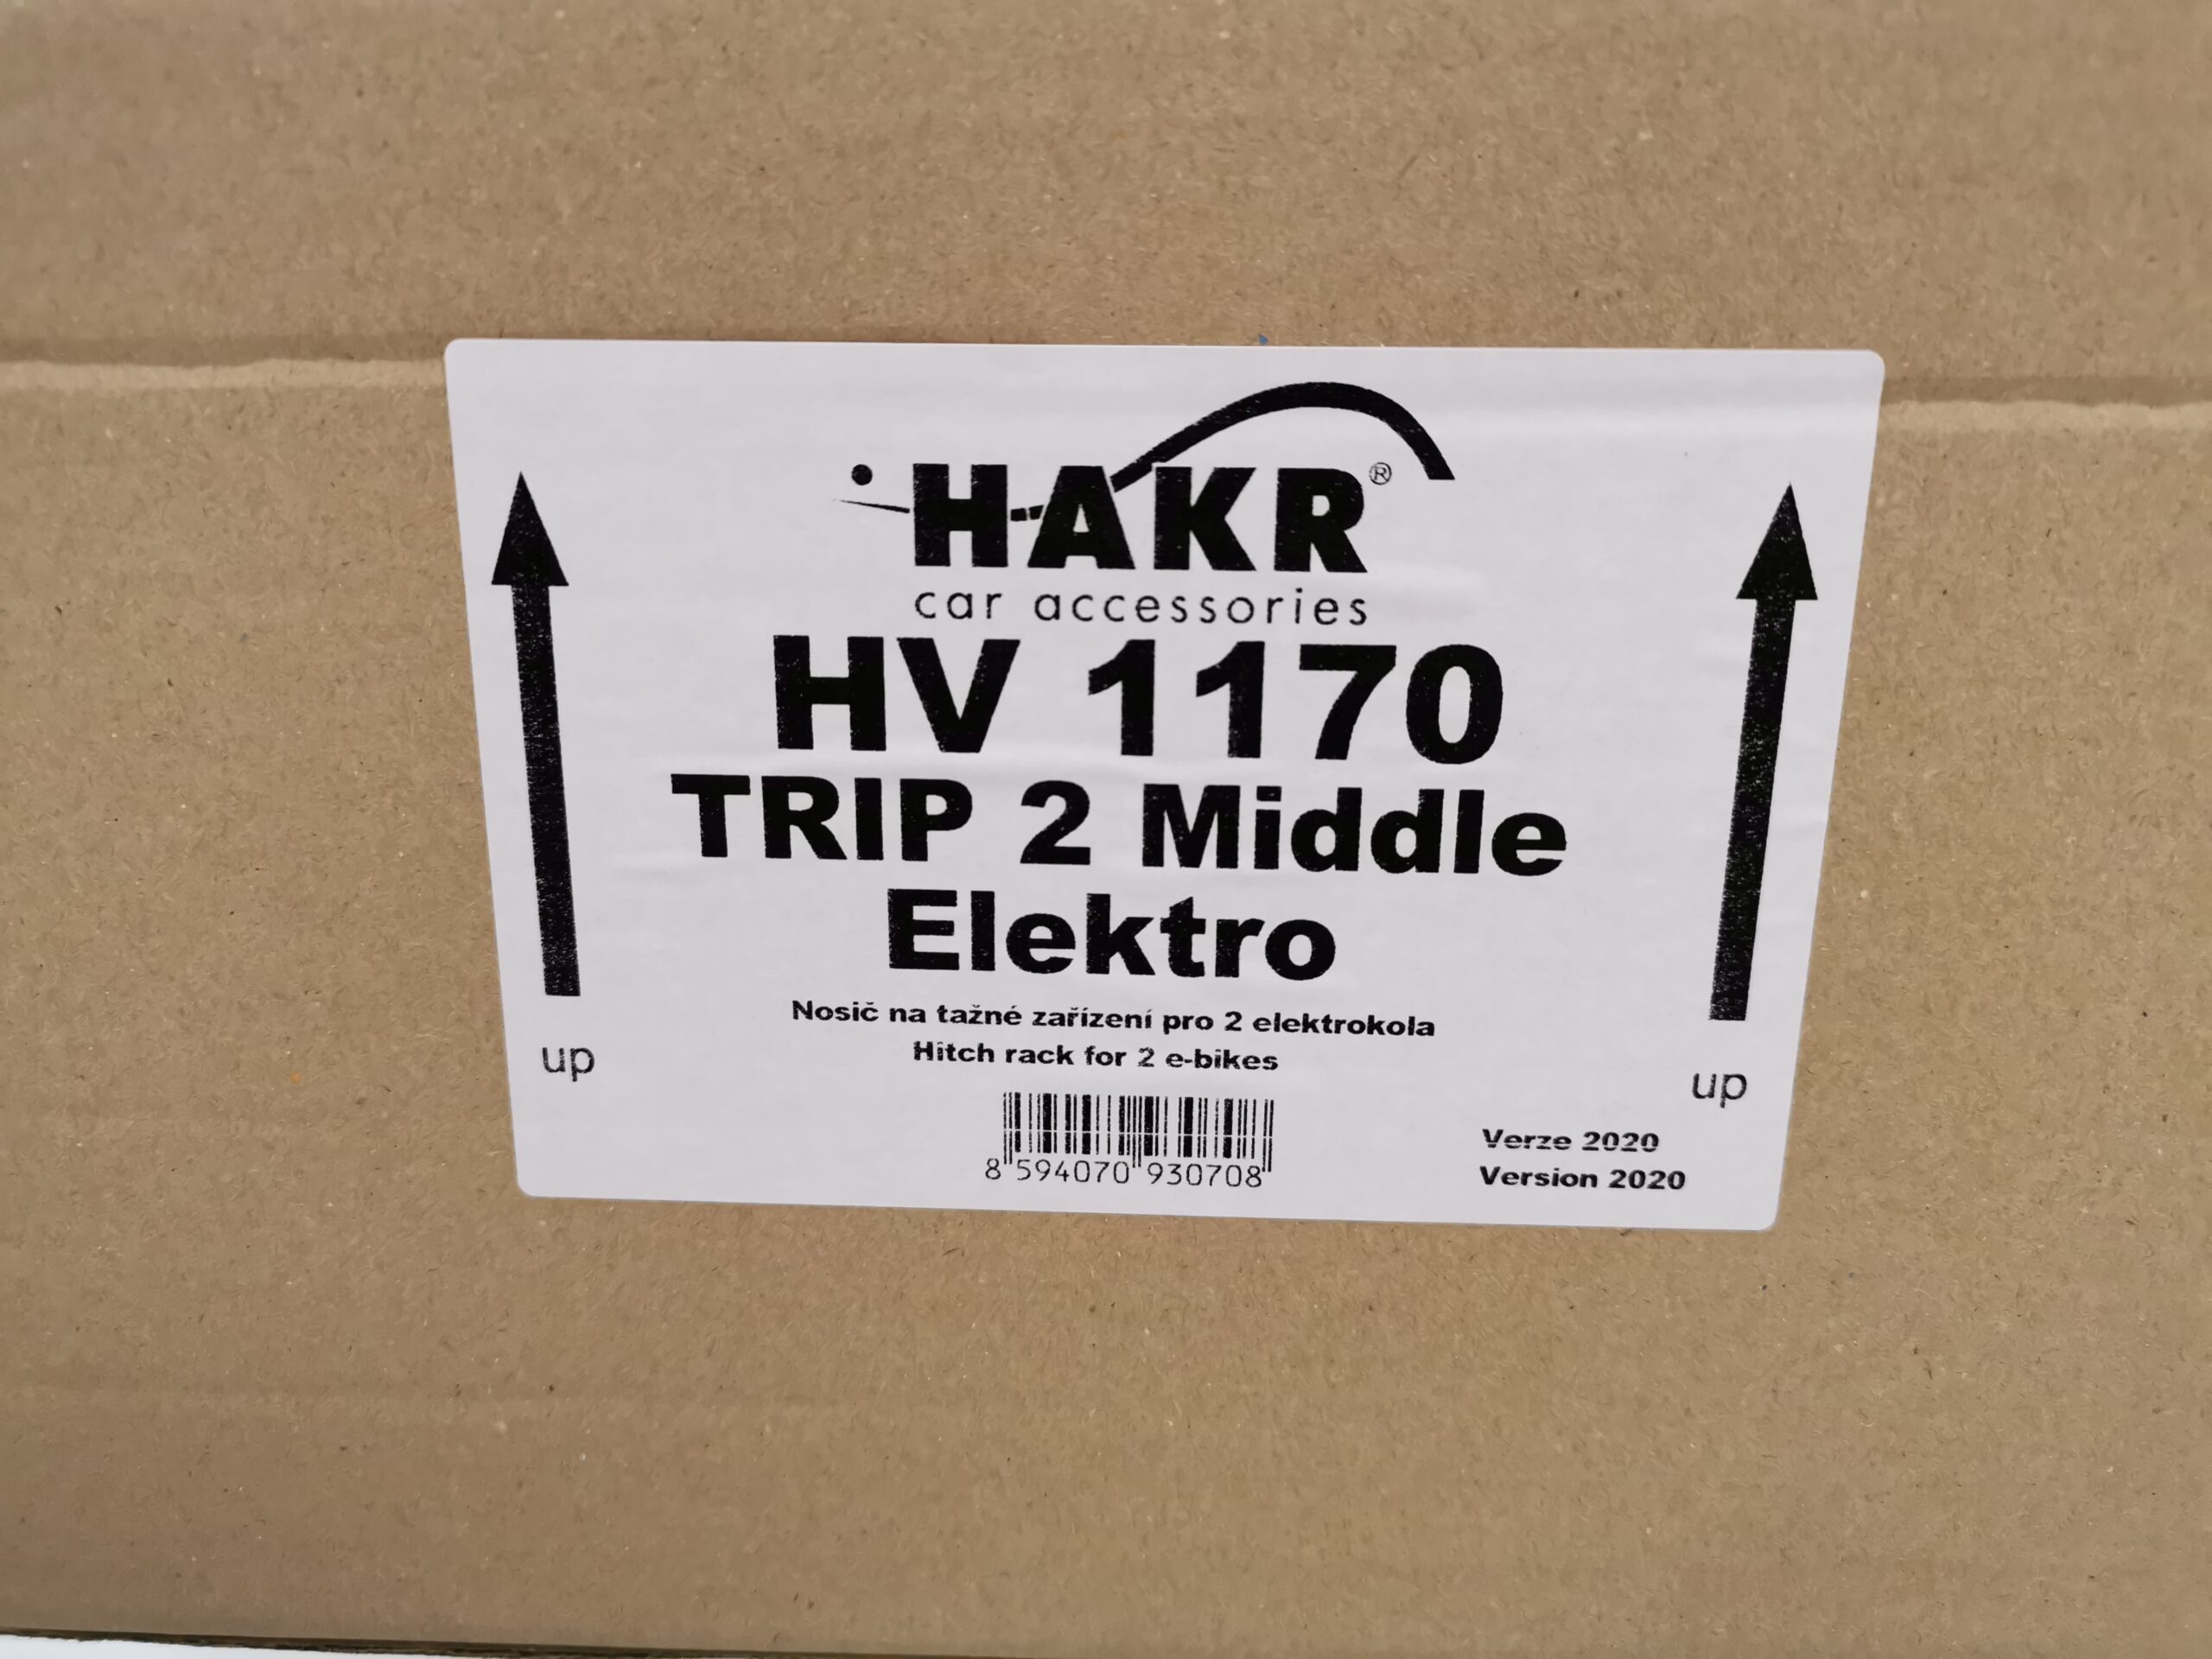 HAKR®
car accessories
HV 1170
TRIP 2 Middle
Elektro
Nosič na tažné zařízení pro 2 elektrokola
Hitch rack for 2 e-bikes
up
up
8 594070 930708
Verze 2020
Version 2020